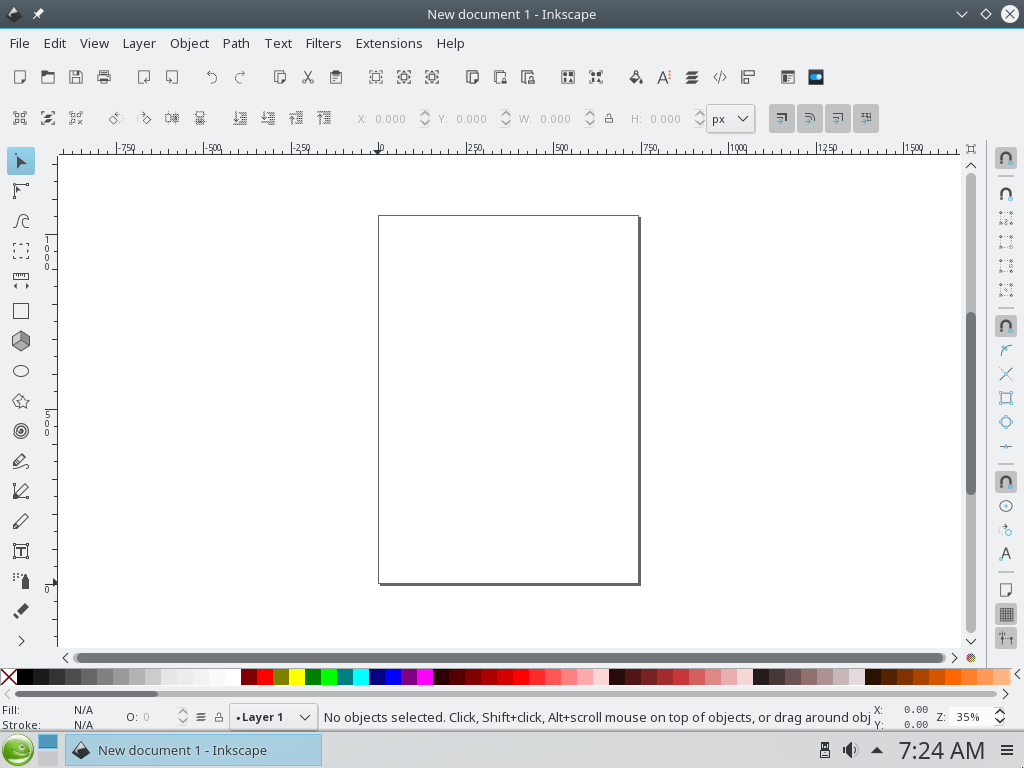 New document 1 - Inkscape
File Edit View Layer Object Path Text Filters Extensions Help
X: 0.000 Y: 0.000 W: 0.000 H: 0.000 px
-750 -500 -250 0 250 500 750 1000 1250 1500
1000
500
0
Fill: N/A
Stroke: N/A
O: 0
•Layer 1
No objects selected. Click, Shift+click, Alt+scroll mouse on top of objects, or drag around obj
X: 0.00
Y: 0.00
Z: 35%
New document 1 - Inkscape
7:24 AM